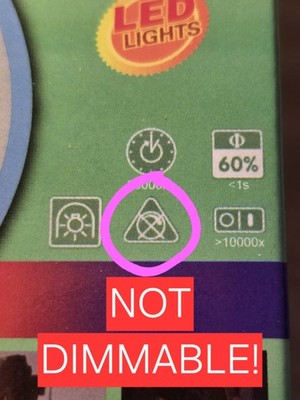 LED
LIGHTS
Φ
60%
<1s
>10000x
NOT
DIMMABLE!